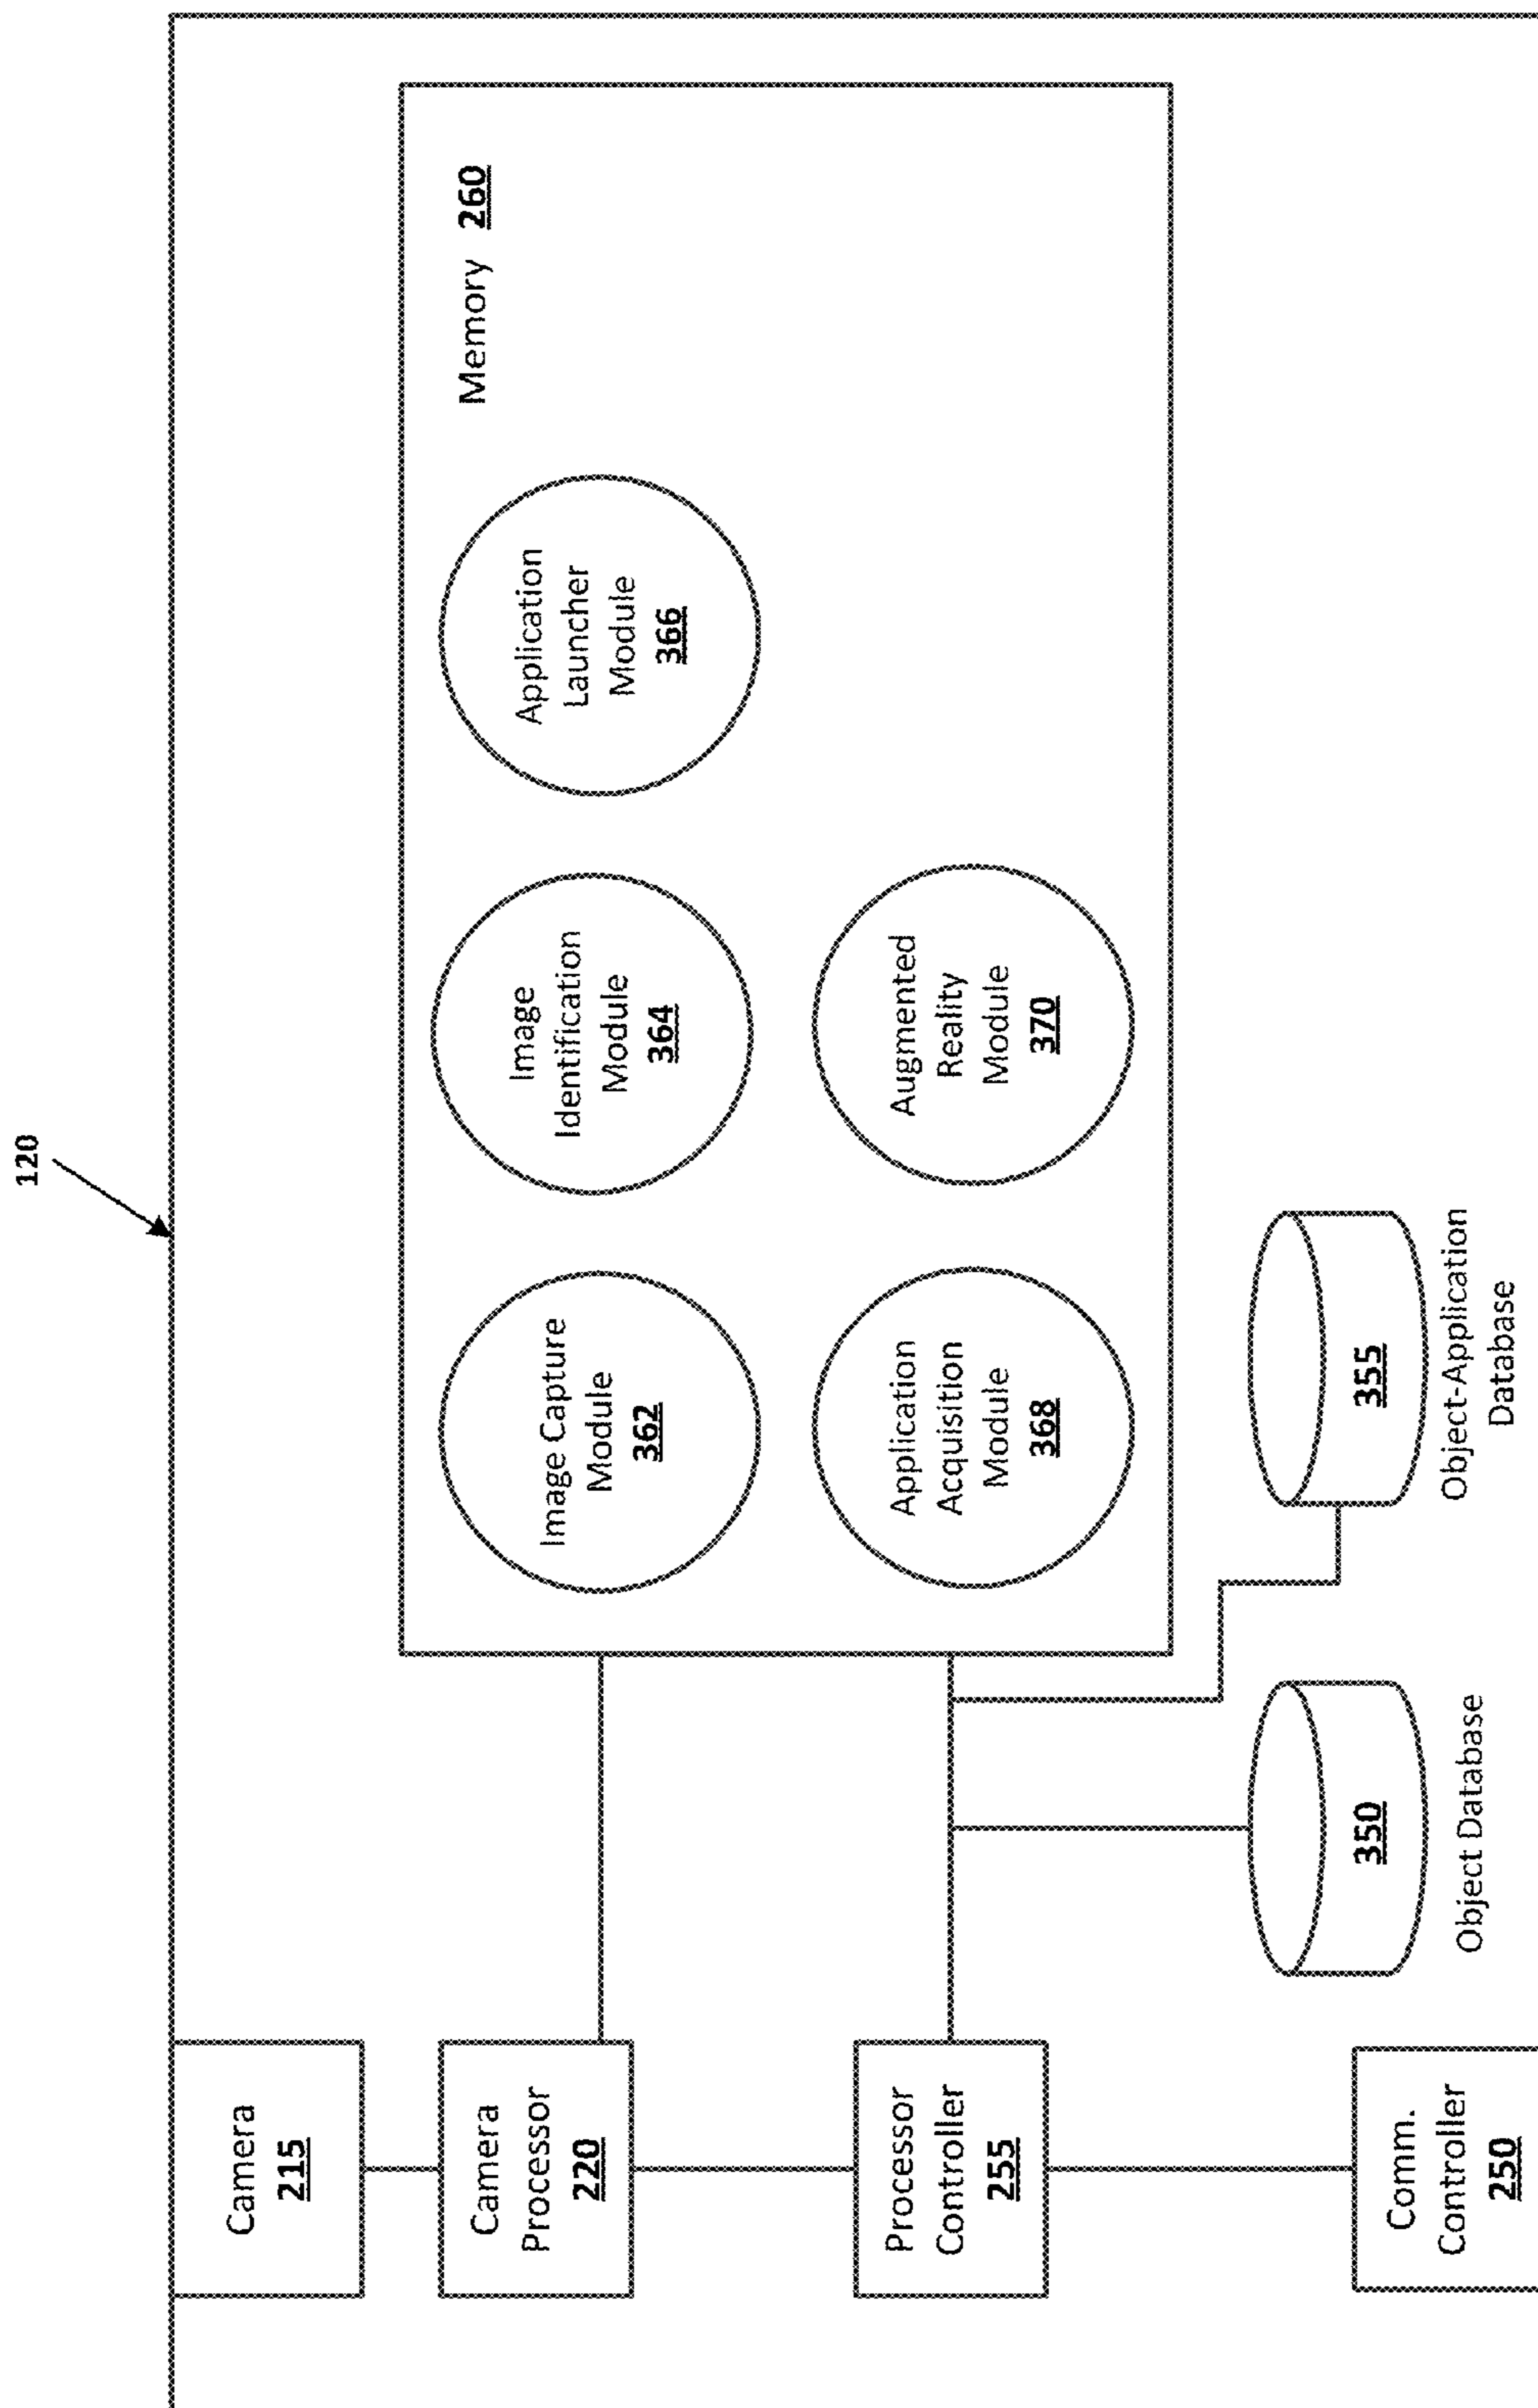 120
Camera
215
Camera
Processor
220
Processor
Controller
255
Comm.
Controller
250
Memory 260
Image Capture
Module
362
Image
Identification
Module
364
Application
Launcher
Module
366
Application
Acquisition
Module
368
Augmented
Reality
Module
370
350
Object Database
355
Object-Application
Database